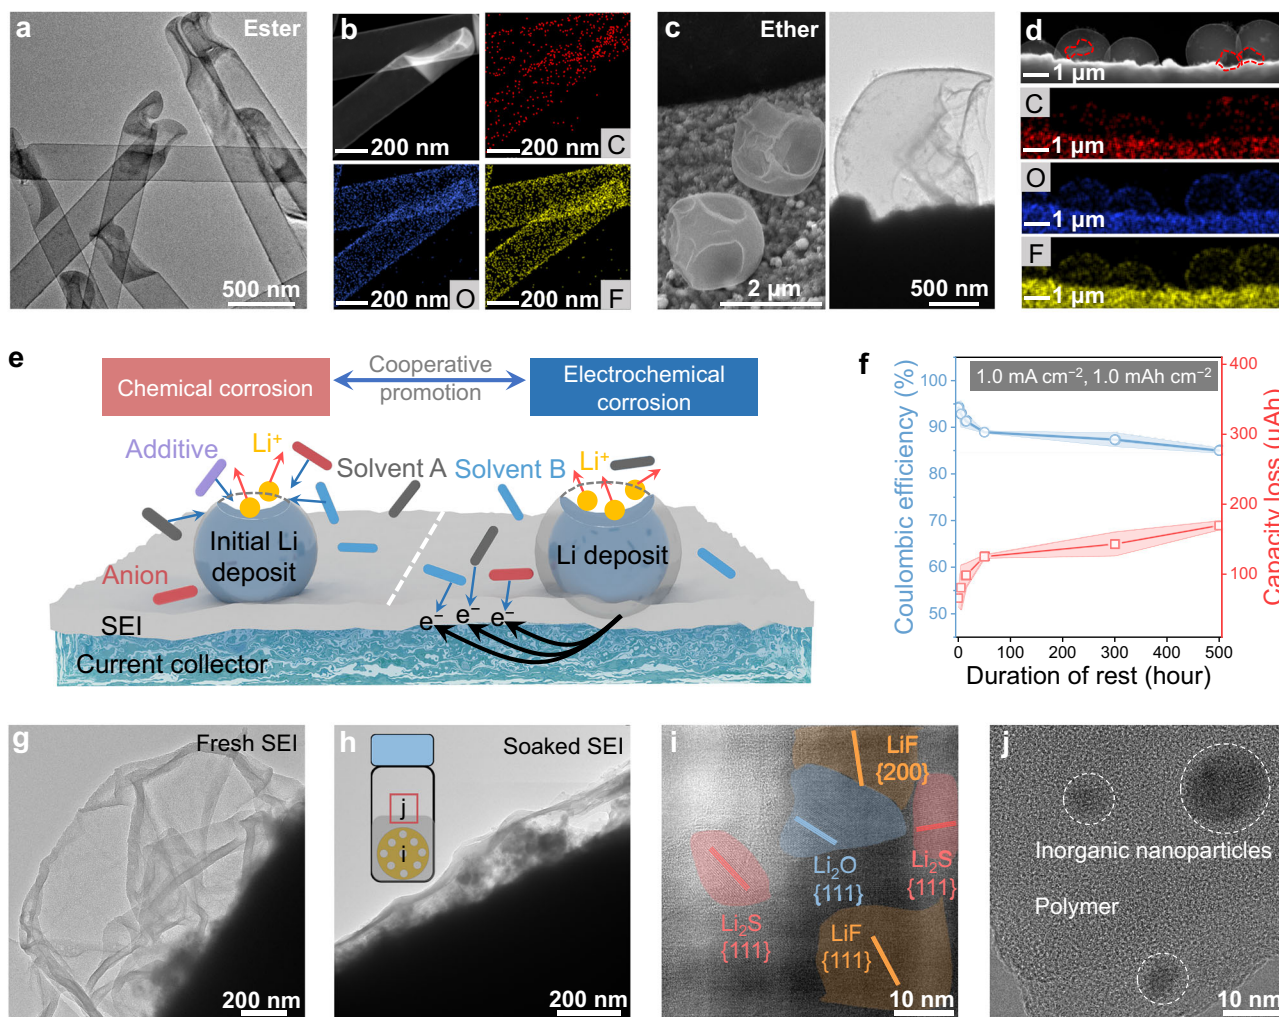 a
Ester
500 nm
b
200 nm
200 nm
C
200 nm
O
200 nm
F
c
Ether
2 µm
500 nm
d
1 µm
C
1 µm
O
1 µm
F
1 µm
e
Chemical corrosion
Cooperative
promotion
Electrochemical
corrosion
Additive
Li⁺
Solvent A
Solvent B
Li⁺
Initial Li
deposit
Li deposit
Anion
SEI
e⁻
e⁻
e⁻
Current collector
f
1.0 mA cm⁻², 1.0 mAh cm⁻²
Coulombic efficiency (%)
100
90
80
70
60
50
Capacity loss (µAh)
400
300
200
100
0
100
200
300
400
500
Duration of rest (hour)
g
Fresh SEI
200 nm
h
Soaked SEI
j
i
200 nm
i
LiF
{200}
Li₂O
{111}
Li₂S
{111}
Li₂S
{111}
LiF
{111}
10 nm
j
Inorganic nanoparticles
Polymer
10 nm